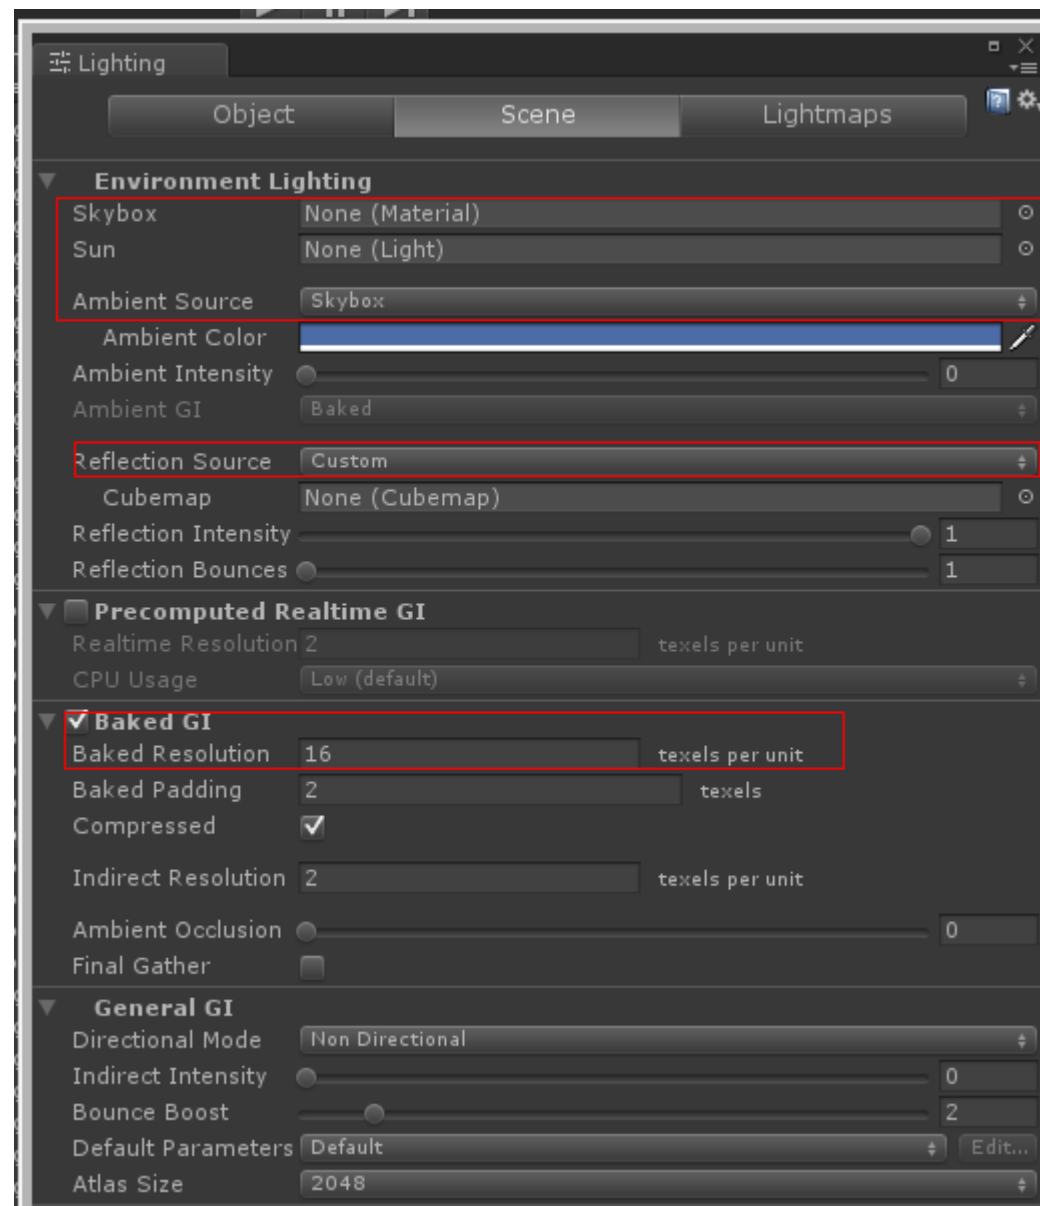 Lighting
Object Scene Lightmaps
Environment Lighting
Skybox None (Material)
Sun None (Light)
Ambient Source Skybox
Ambient Color
Ambient Intensity 0
Ambient GI Baked
Reflection Source Custom
Cubemap None (Cubemap)
Reflection Intensity 1
Reflection Bounces 1
Precomputed Realtime GI
Realtime Resolution 2 texels per unit
CPU Usage Low (default)
Baked GI
Baked Resolution 16 texels per unit
Baked Padding 2 texels
Compressed
Indirect Resolution 2 texels per unit
Ambient Occlusion 0
Final Gather
General GI
Directional Mode Non Directional
Indirect Intensity 0
Bounce Boost 2
Default Parameters Default Edit...
Atlas Size 2048